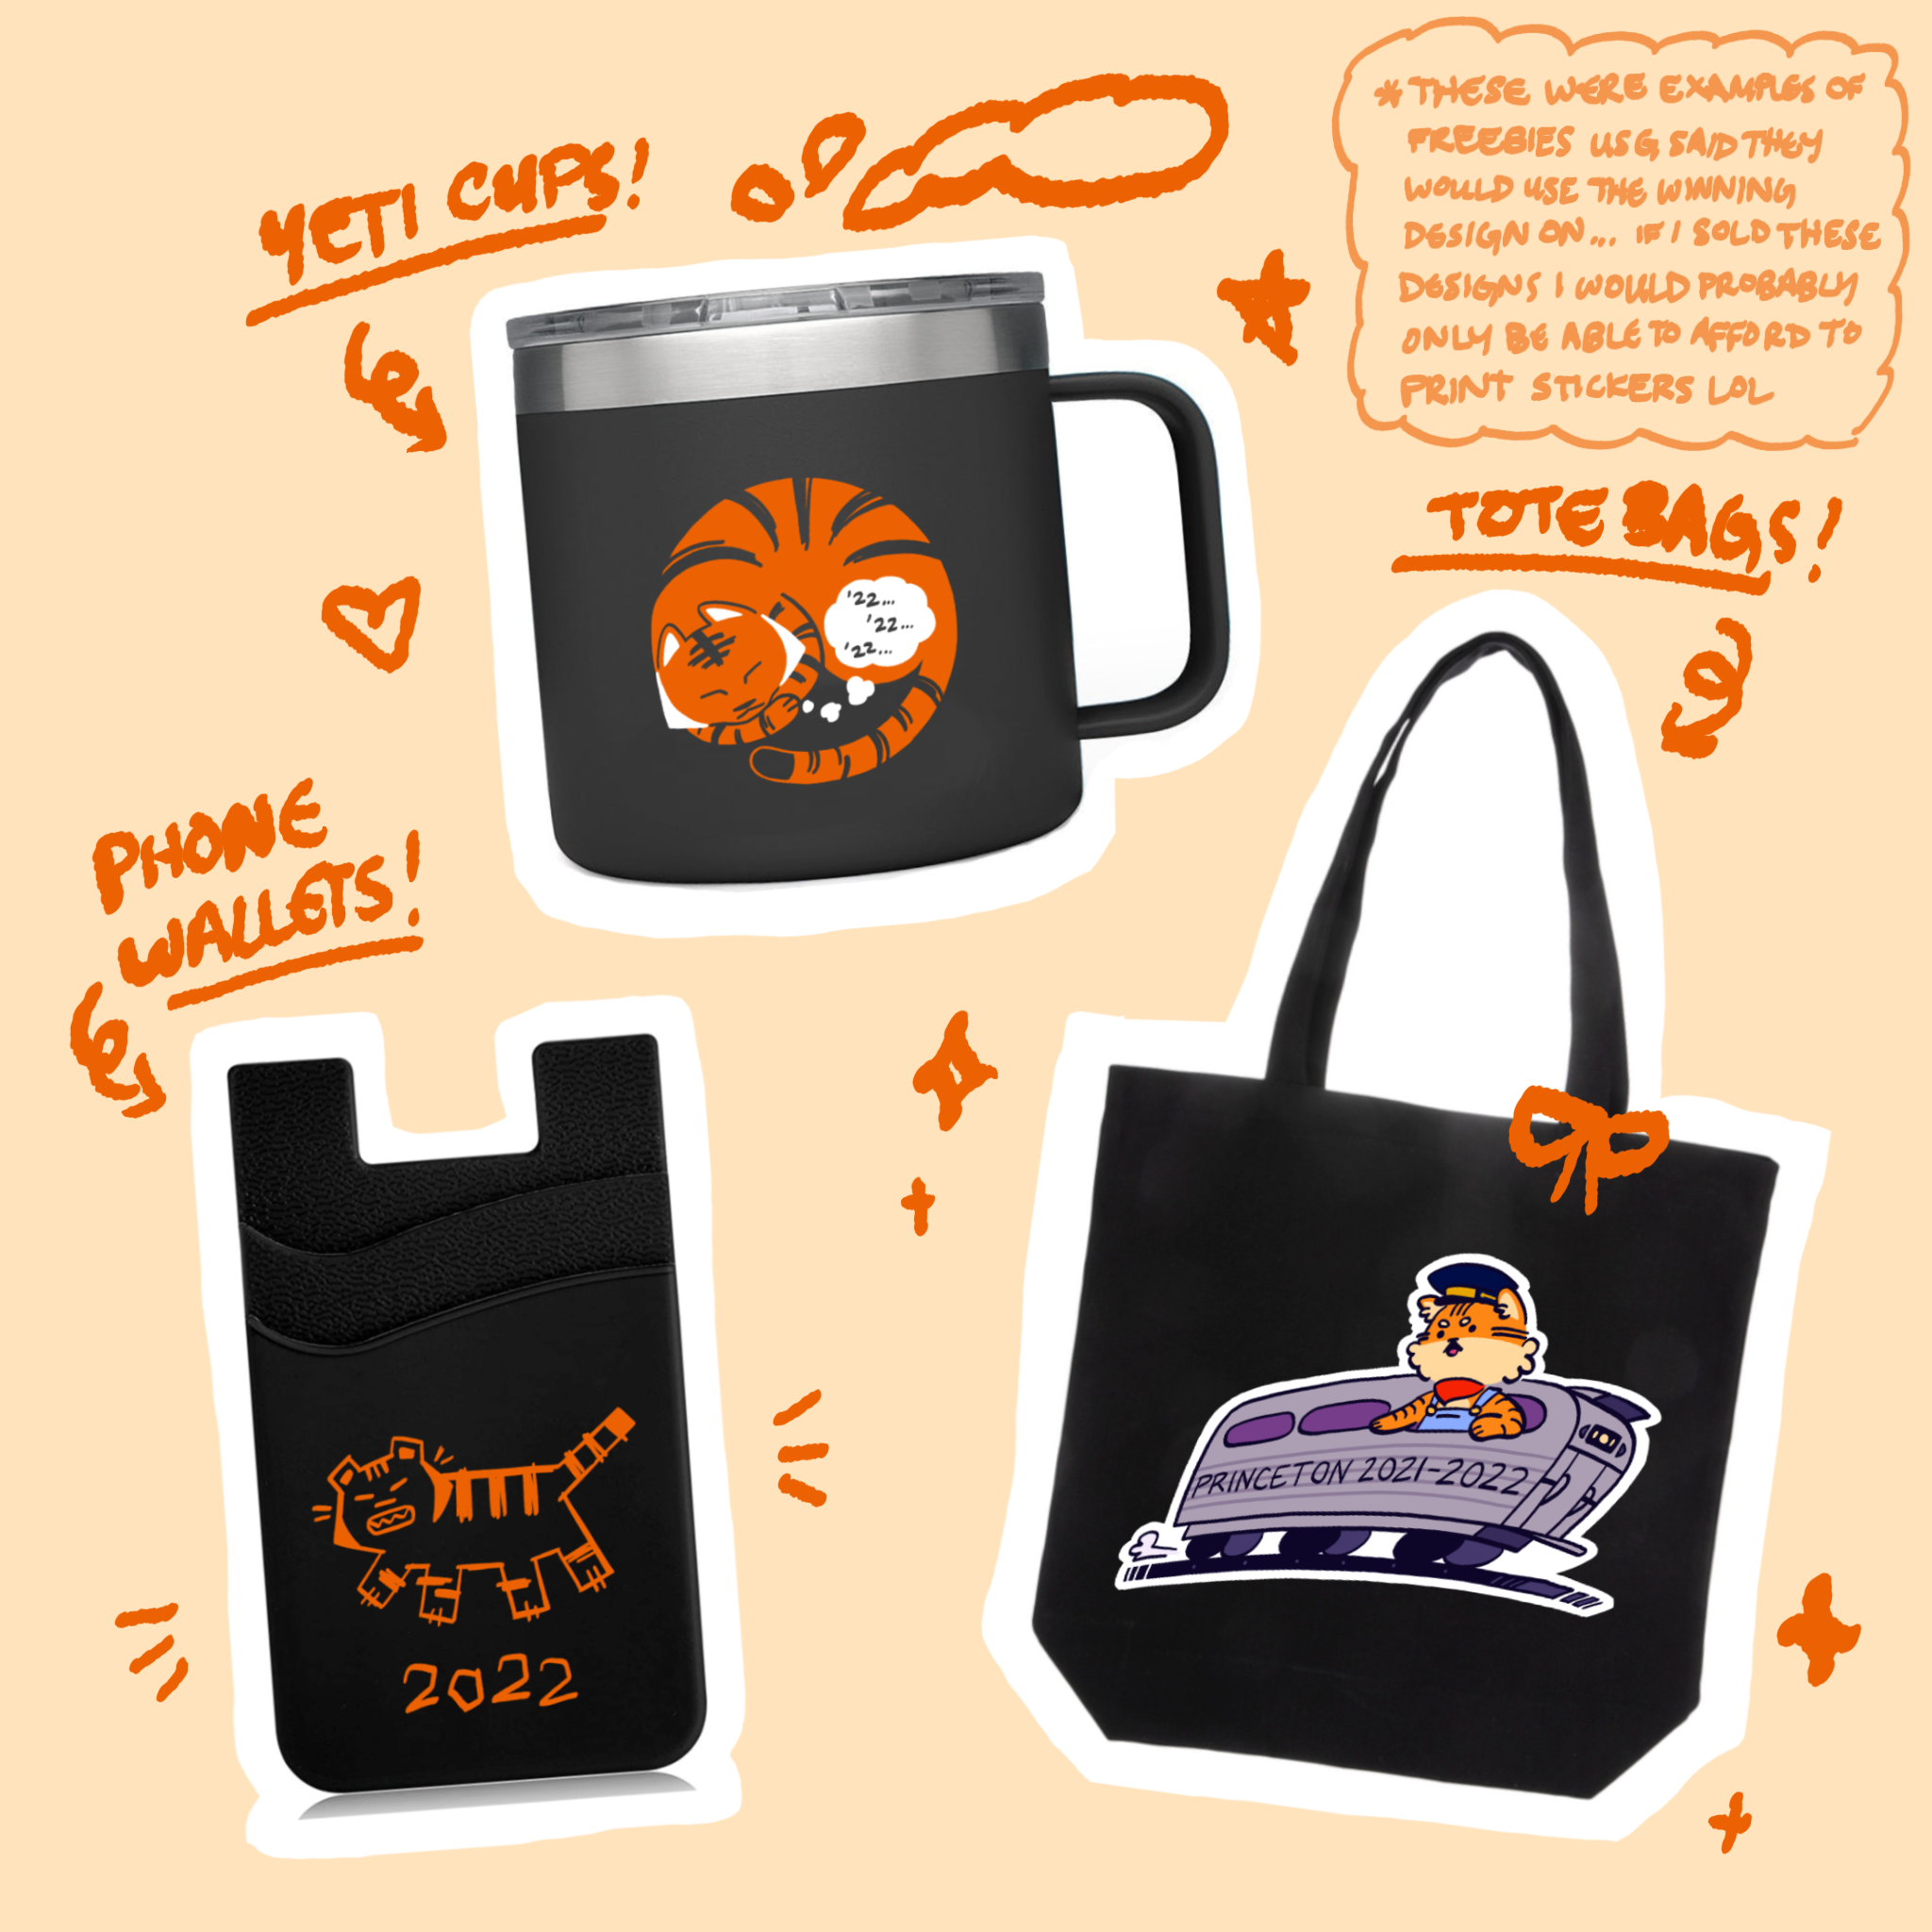 YETI CUPS!
* THESE WERE EXAMPLES OF
FREEBIES USG SAID THEY
WOULD USE THE WINNING
DESIGN ON... IF I SOLD THESE
DESIGNS I WOULD PROBABLY
ONLY BE ABLE TO AFFORD TO
PRINT STICKERS LOL
TOTE BAGS!
'22...
'22...
'22...
PHONE
WALLETS!
PRINCETON 2021-2022
2022